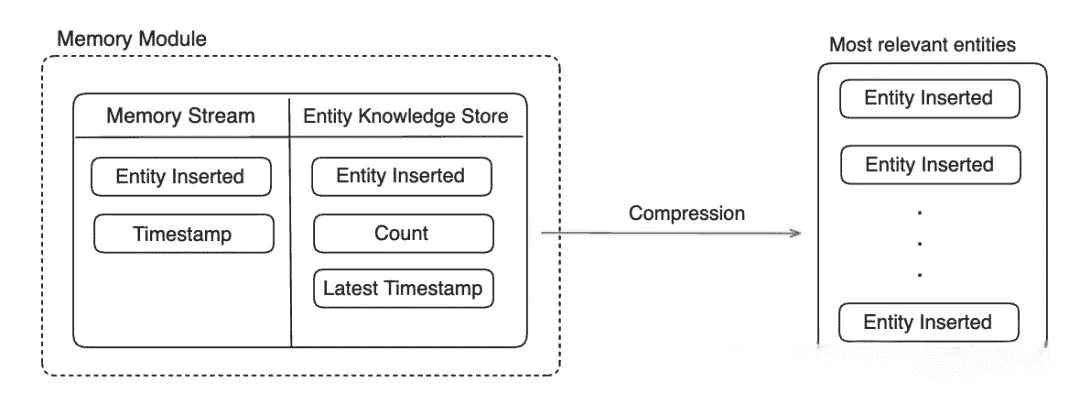 Memory Module
Memory Stream
Entity Knowledge Store
Entity Inserted
Timestamp
Entity Inserted
Count
Latest Timestamp
Compression
Most relevant entities
Entity Inserted
Entity Inserted
.
.
.
Entity Inserted